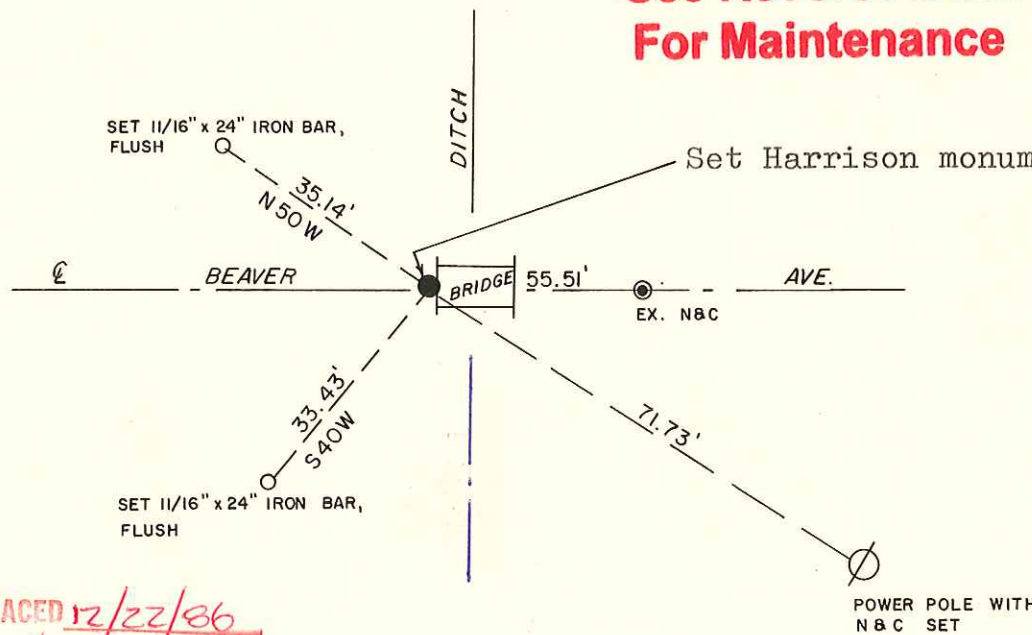 For Maintenance
SET 11/16" x 24" IRON BAR,
FLUSH
DITCH
Set Harrison
35.14'
N50W
℄ BEAVER BRIDGE 55.51' AVE.
EX. N&C
33.43'
S40W
71.73'
SET 11/16" x 24" IRON BAR,
FLUSH
12/22/86
POWER POLE WITH
N&C SET